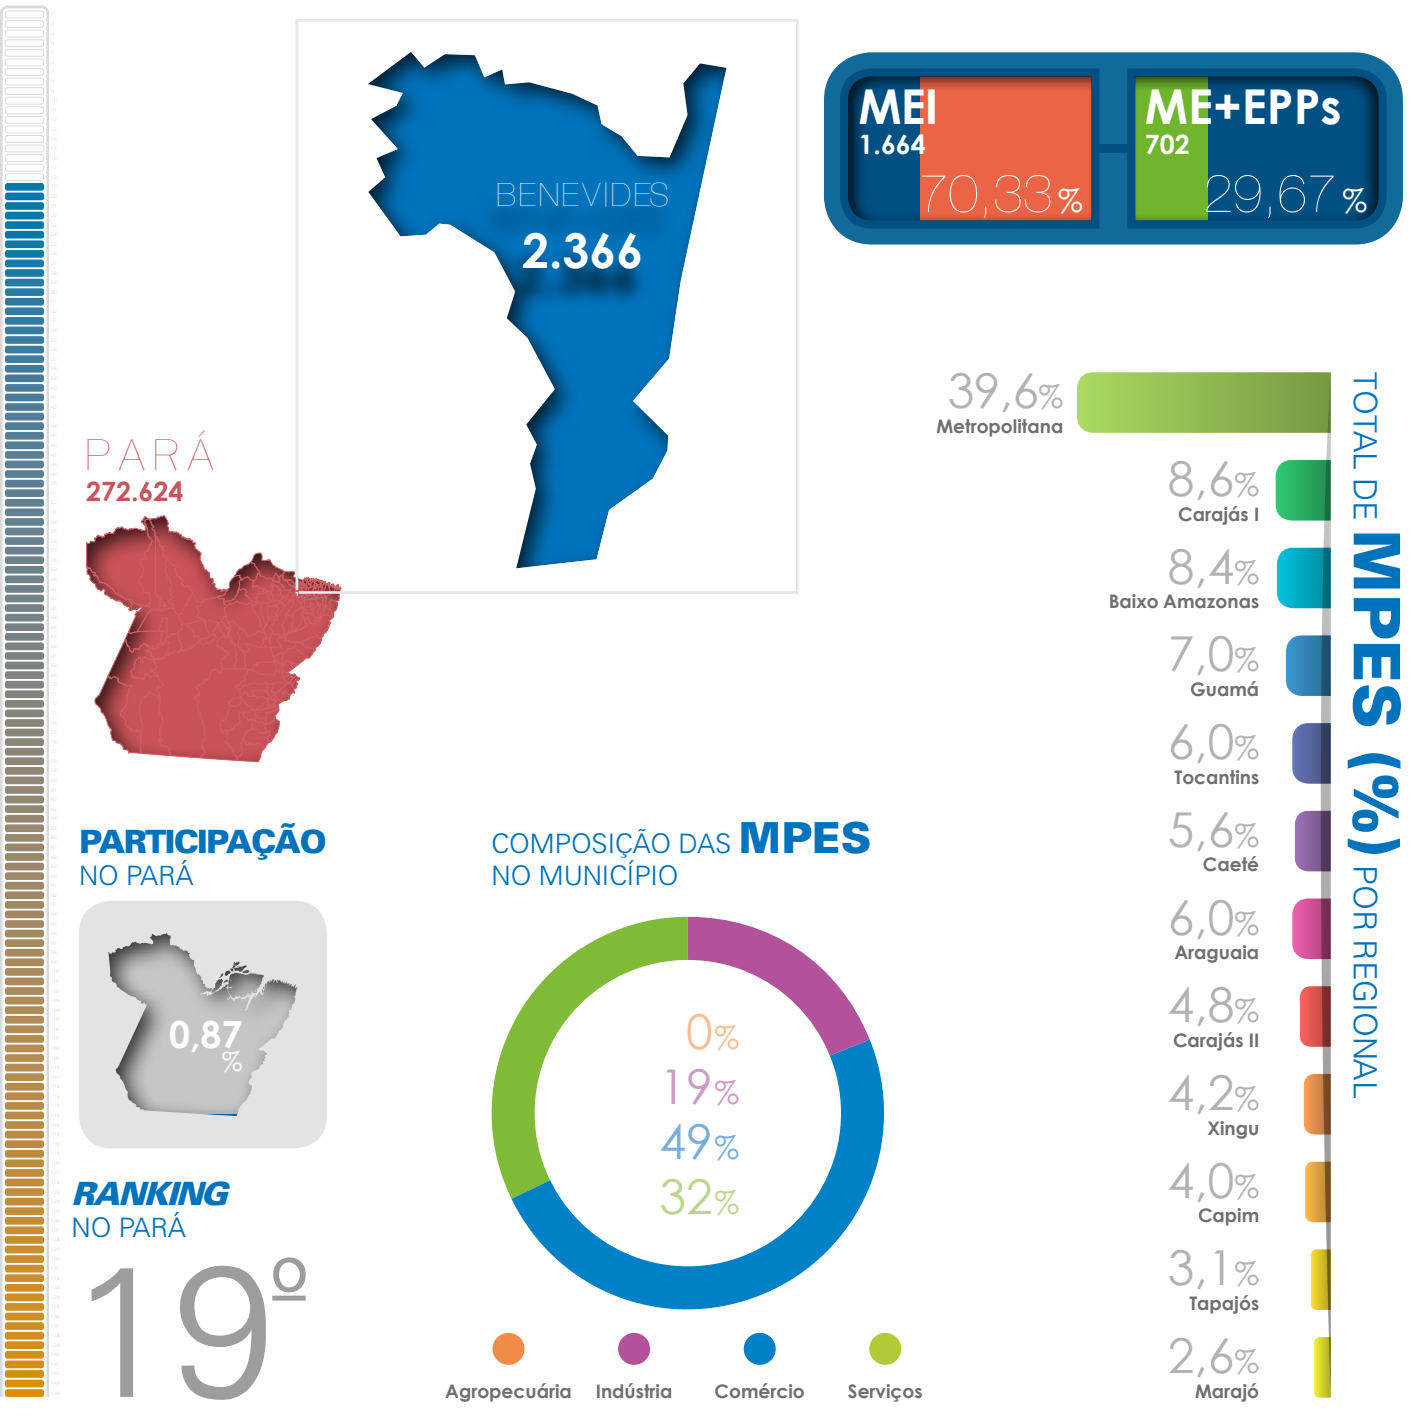 BENEVIDES
2.366
MEI
1.664
70,33%
ME+EPPs
702
29,67%
PARÁ
272.624
PARTICIPAÇÃO
NO PARÁ
0,87
%
RANKING
NO PARÁ
19º
COMPOSIÇÃO DAS MPES
NO MUNICÍPIO
0%
19%
49%
32%
Agropecuária
Indústria
Comércio
Serviços
TOTAL DE MPES (%) POR REGIONAL
39,6%
Metropolitana
8,6%
Carajás I
8,4%
Baixo Amazonas
7,0%
Guamá
6,0%
Tocantins
5,6%
Caeté
6,0%
Araguaia
4,8%
Carajás II
4,2%
Xingu
4,0%
Capim
3,1%
Tapajós
2,6%
Marajó